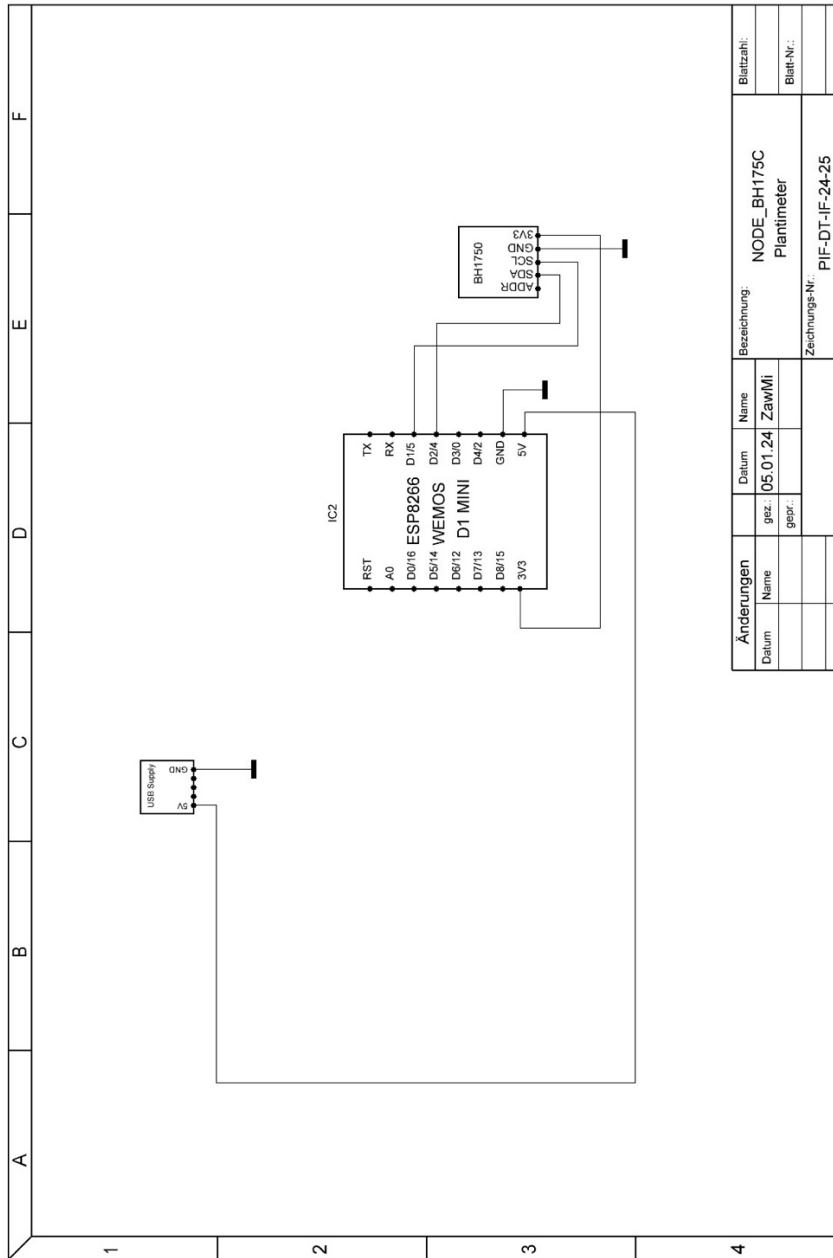 A
B
C
D
E
F
1
2
3
4
USB Supply
5V
GND
IC2
RST
A0
D0/16
D5/14
D6/12
D7/13
D8/15
3V3
ESP8266
WEMOS
D1 MINI
TX
RX
D1/5
D2/4
D3/0
D4/2
GND
5V
BH1750
ADDR
SDA
SCL
GND
3V3
Änderungen
Datum
Name
Datum
Name
gez.:
05.01.24
ZawMi
gepr.:
Bezeichnung:
NODE_BH175C
Plantimeter
Zeichnungs-Nr.:
PIF-DT-IF-24-25
Blattzahl:
Blatt-Nr.: